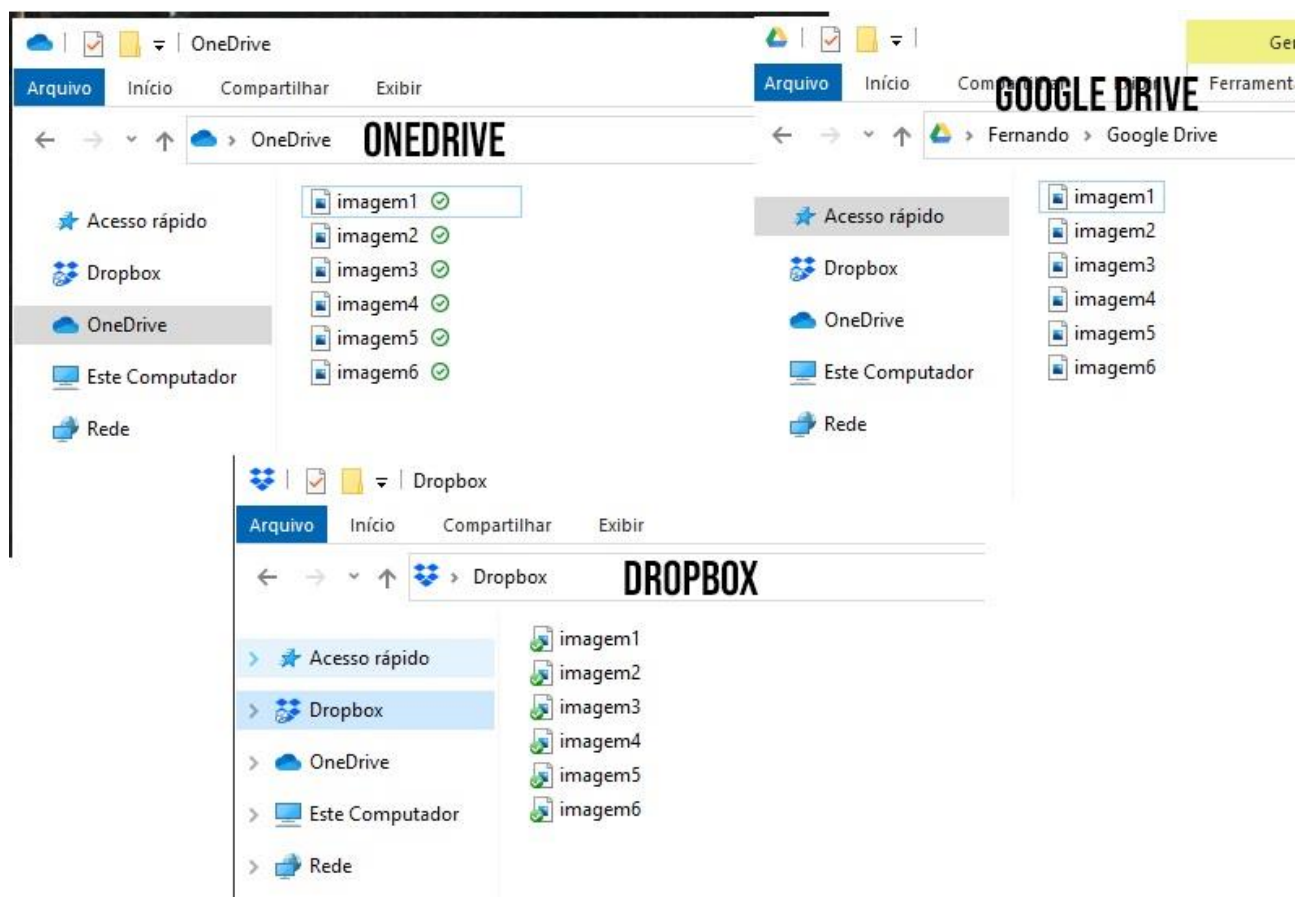 OneDrive
Arquivo Início Compartilhar Exibir
OneDrive ONEDRIVE
Acesso rápido
Dropbox
OneDrive
Este Computador
Rede
imagem1
imagem2
imagem3
imagem4
imagem5
imagem6
Arquivo Início
GOOGLE DRIVE
Fernando Google Drive
Acesso rápido
Dropbox
OneDrive
Este Computador
Rede
imagem1
imagem2
imagem3
imagem4
imagem5
imagem6
Dropbox
Arquivo Início Compartilhar Exibir
Dropbox DROPBOX
Acesso rápido
Dropbox
OneDrive
Este Computador
Rede
imagem1
imagem2
imagem3
imagem4
imagem5
imagem6